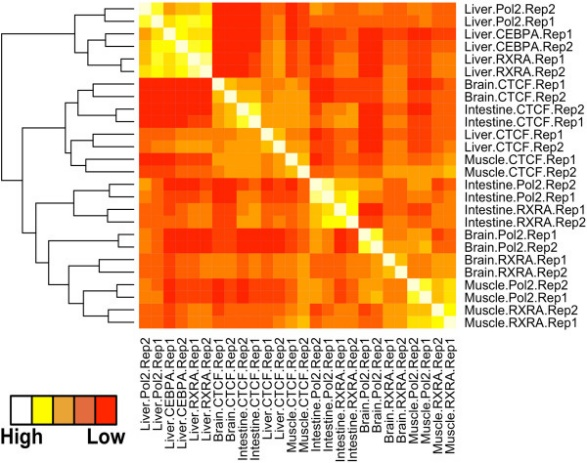 Liver.Pol2.Rep2
Liver.Pol2.Rep1
Liver.CEBPA.Rep1
Liver.CEBPA.Rep2
Liver.RXRA.Rep1
Liver.RXRA.Rep2
Brain.CTCF.Rep1
Brain.CTCF.Rep2
Intestine.CTCF.Rep2
Intestine.CTCF.Rep1
Liver.CTCF.Rep1
Liver.CTCF.Rep2
Muscle.CTCF.Rep1
Muscle.CTCF.Rep2
Intestine.Pol2.Rep2
Intestine.Pol2.Rep1
Intestine.RXRA.Rep1
Intestine.RXRA.Rep2
Brain.Pol2.Rep1
Brain.Pol2.Rep2
Brain.RXRA.Rep1
Brain.RXRA.Rep2
Muscle.Pol2.Rep2
Muscle.Pol2.Rep1
Muscle.RXRA.Rep2
Muscle.RXRA.Rep1
Liver.Pol2.Rep2
Liver.Pol2.Rep1
Liver.CEBPA.Rep1
Liver.CEBPA.Rep2
Liver.RXRA.Rep1
Liver.RXRA.Rep2
Brain.CTCF.Rep1
Brain.CTCF.Rep2
Intestine.CTCF.Rep2
Intestine.CTCF.Rep1
Liver.CTCF.Rep1
Liver.CTCF.Rep2
Muscle.CTCF.Rep1
Muscle.CTCF.Rep2
Intestine.Pol2.Rep2
Intestine.Pol2.Rep1
Intestine.RXRA.Rep1
Intestine.RXRA.Rep2
Brain.Pol2.Rep1
Brain.Pol2.Rep2
Brain.RXRA.Rep1
Brain.RXRA.Rep2
Muscle.Pol2.Rep2
Muscle.Pol2.Rep1
Muscle.RXRA.Rep2
Muscle.RXRA.Rep1
High Low